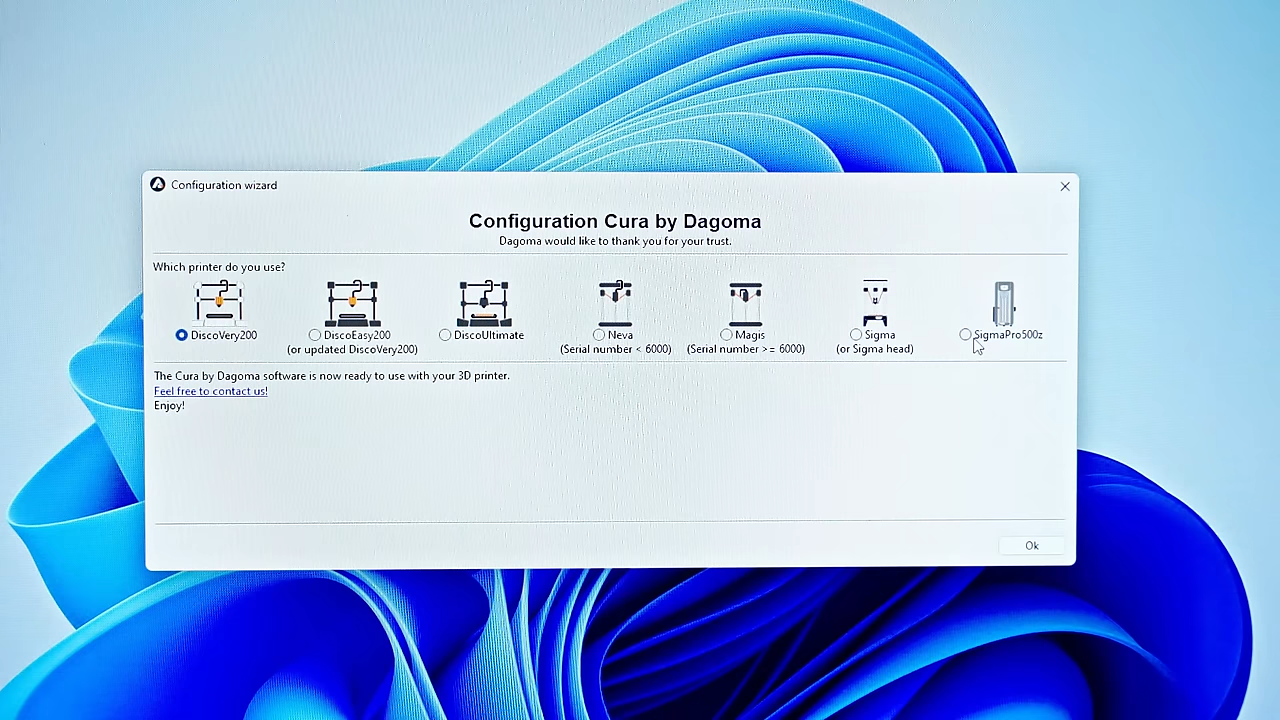 Configuration wizard
Configuration Cura by Dagoma
Dagoma would like to thank you for your trust.
Which printer do you use?
DiscoVery200
DiscoEasy200
(or updated DiscoVery200)
DiscoUltimate
Neva
(Serial number < 6000)
Magis
(Serial number >= 6000)
Sigma
(or Sigma head)
SigmaPro500z
The Cura by Dagoma software is now ready to use with your 3D printer.
Feel free to contact us!
Enjoy!
Ok